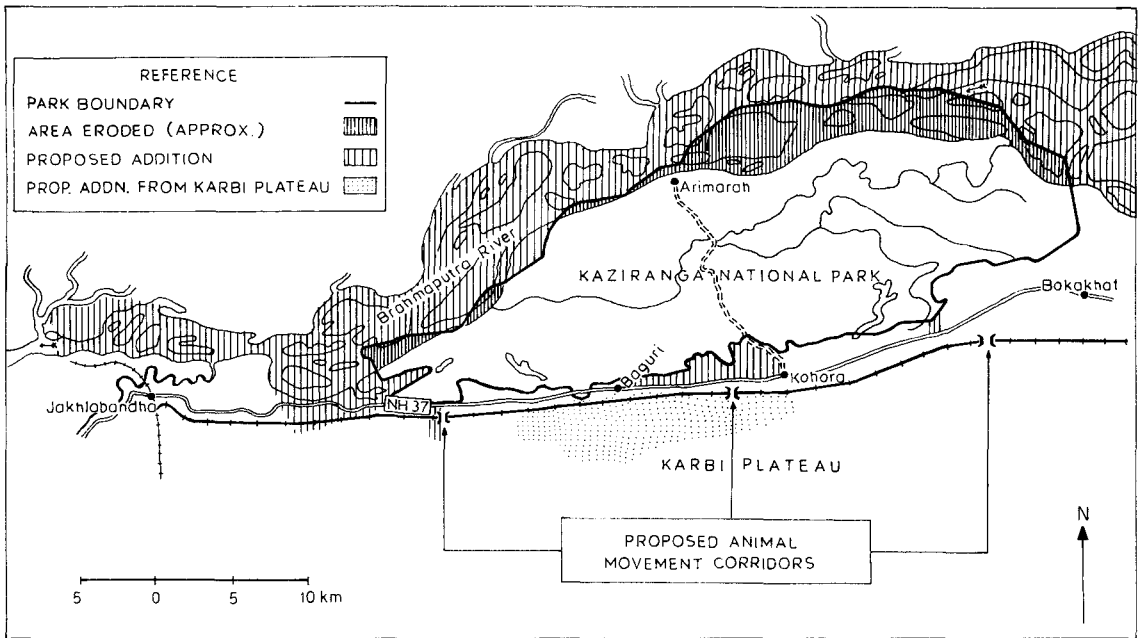 REFERENCE
PARK BOUNDARY
AREA ERODED (APPROX.)
PROPOSED ADDITION
PROP. ADDN. FROM KARBI PLATEAU
Arimarah
Brahmaputra River
KAZIRANGA NATIONAL PARK
Bokakhat
Baguri
Kohora
Jakhlabandha
NH 37
KARBI PLATEAU
PROPOSED ANIMAL
MOVEMENT CORRIDORS
N
5 0 5 10 km